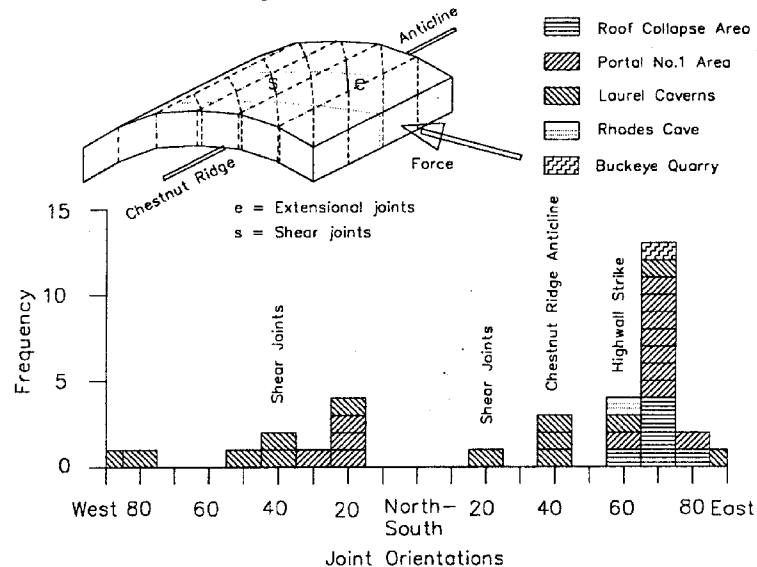 Anticline
Roof Collapse Area
Portal No.1 Area
Laurel Caverns
Rhodes Cave
Buckeye Quarry
s
e
Force
Chestnut Ridge
e = Extensional joints
s = Shear joints
Frequency
15
10
5
0
Shear Joints
Shear Joints
Chestnut Ridge Anticline
Highwall Strike
West 80 60 40 20 North- 20 40 60 80 East
South
Joint Orientations